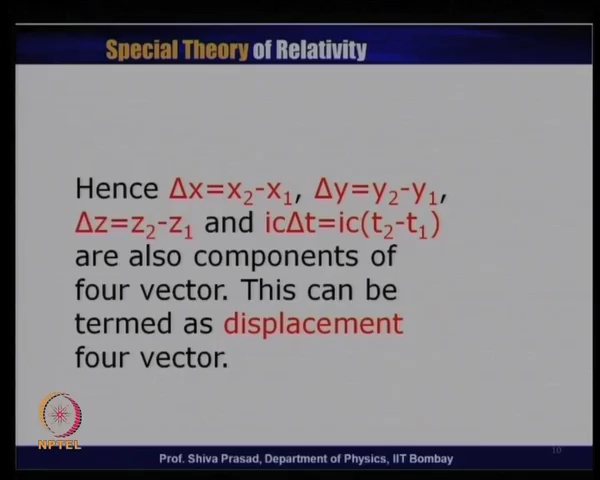 Special Theory of Relativity
Hence Δx=x₂-x₁, Δy=y₂-y₁,
Δz=z₂-z₁ and icΔt=ic(t₂-t₁)
are also components of
four vector. This can be
termed as displacement
four vector.
NPTEL
Prof. Shiva Prasad, Department of Physics, IIT Bombay
10